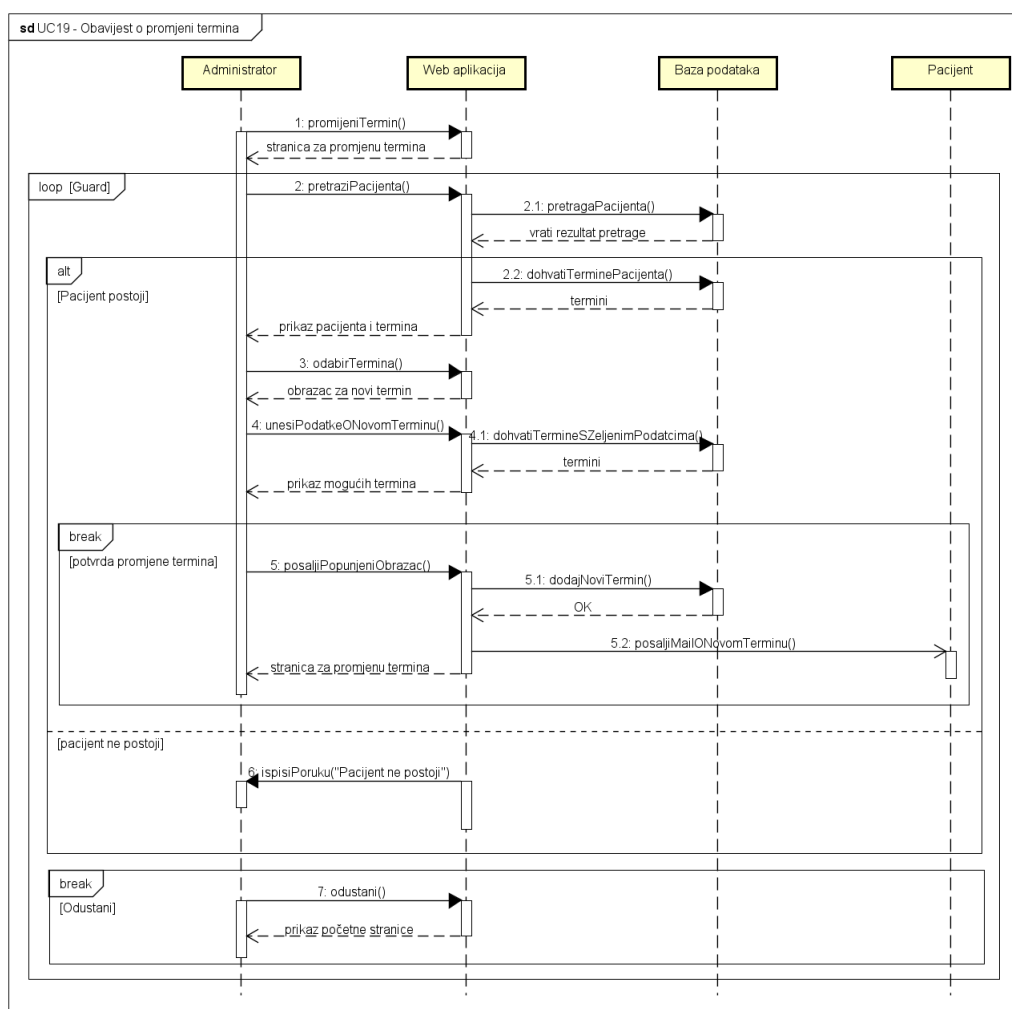 sd UC19 - Obavijest o promjeni termina
Administrator
Web aplikacija
Baza podataka
Pacijent
1: promijeniTermin()
stranica za promjenu termina
loop [Guard]
2: pretraziPacijenta()
2.1: pretragaPacijenta()
vrati rezultat pretrage
alt
[Pacijent postoji]
2.2: dohvatiTerminePacijenta()
termini
prikaz pacijenta i termina
3: odabirTermina()
obrazac za novi termin
4: unesiPodatkeONovomTerminu()
4.1: dohvatiTermineSZeljenimPodatcima()
termini
prikaz mogućih termina
break
[potvrda promjene termina]
5: posaljiPopunjeniObrazac()
5.1: dodajNoviTermin()
OK
5.2: posaljiMailONovomTerminu()
stranica za promjenu termina
[pacijent ne postoji]
6: ispisiPoruku("Pacijent ne postoji")
break
[Odustani]
7: odustani()
prikaz početne stranice